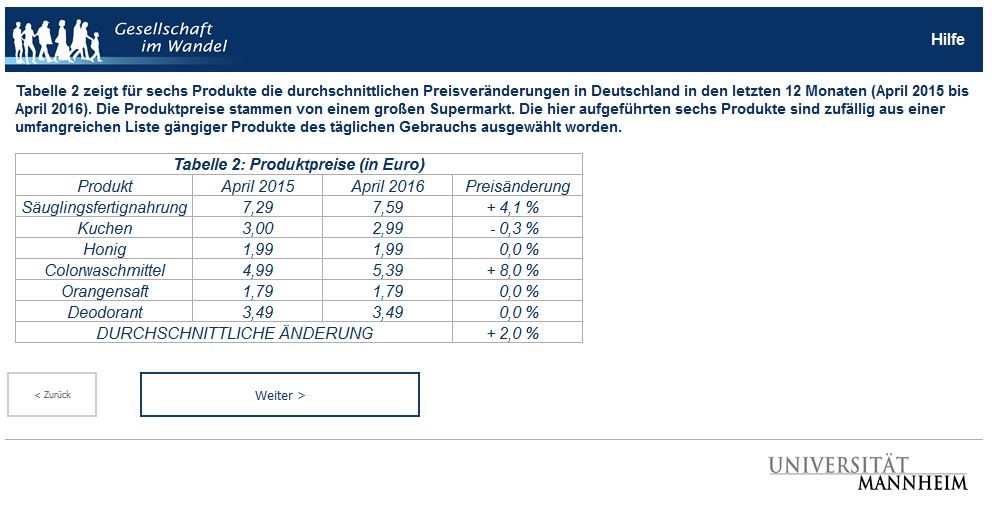 Gesellschaft
im Wandel
Hilfe
Tabelle 2 zeigt für sechs Produkte die durchschnittlichen Preisveränderungen in Deutschland in den letzten 12 Monaten (April 2015 bis
April 2016). Die Produktpreise stammen von einem großen Supermarkt. Die hier aufgeführten sechs Produkte sind zufällig aus einer
umfangreichen Liste gängiger Produkte des täglichen Gebrauchs ausgewählt worden.
Tabelle 2: Produktpreise (in Euro)
Produkt April 2015 April 2016 Preisänderung
Säuglingsfertignahrung 7,29 7,59 + 4,1 %
Kuchen 3,00 2,99 - 0,3 %
Honig 1,99 1,99 0,0 %
Colorwaschmittel 4,99 5,39 + 8,0 %
Orangensaft 1,79 1,79 0,0 %
Deodorant 3,49 3,49 0,0 %
DURCHSCHNITTLICHE ÄNDERUNG + 2,0 %
< Zurück Weiter >
UNIVERSITÄT
MANNHEIM